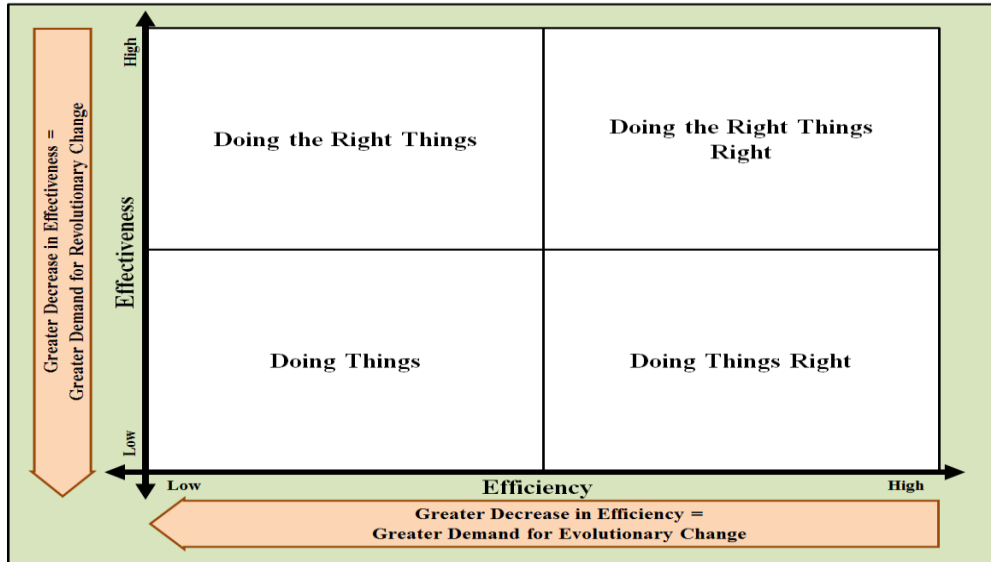 Greater Decrease in Effectiveness =
Greater Demand for Revolutionary Change
High
Effectiveness
Low
Doing the Right Things
Doing the Right Things
Right
Doing Things
Doing Things Right
Low
Efficiency
High
Greater Decrease in Efficiency =
Greater Demand for Evolutionary Change